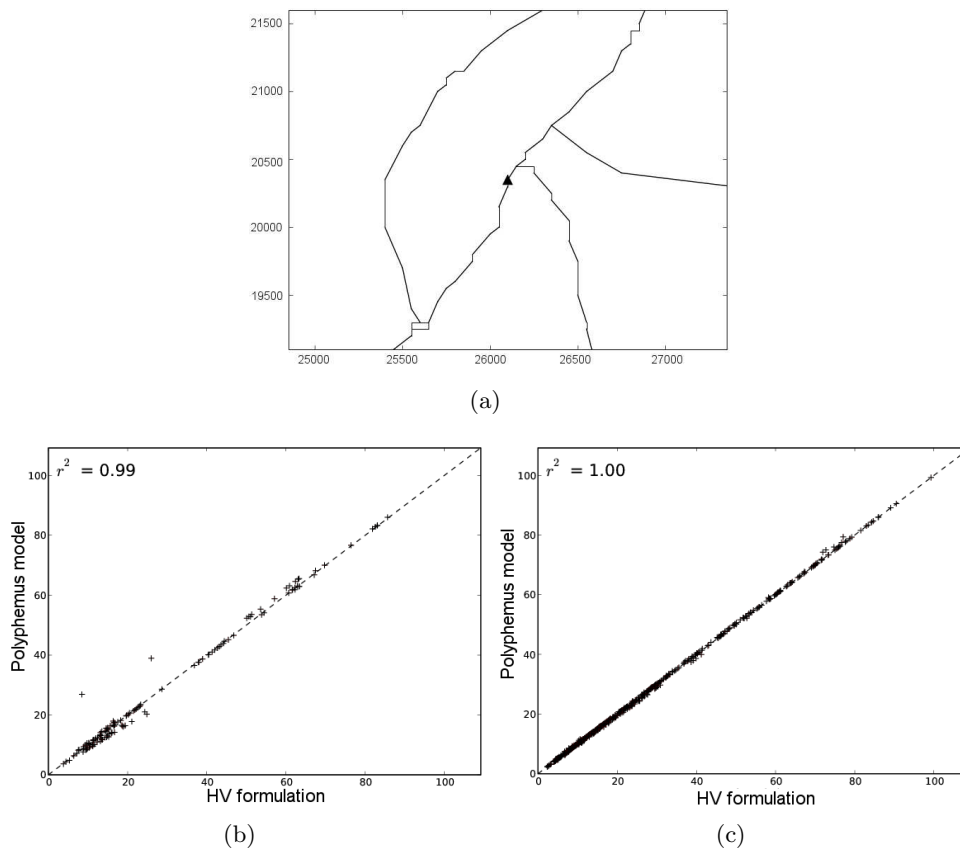 21500
21000
20500
20000
19500
25000 25500 26000 26500 27000
(a)
r² = 0.99
100
80
60
40
20
0
0 20 40 60 80 100
Polyphemus model
HV formulation
(b)
r² = 1.00
100
80
60
40
20
0
0 20 40 60 80 100
Polyphemus model
HV formulation
(c)